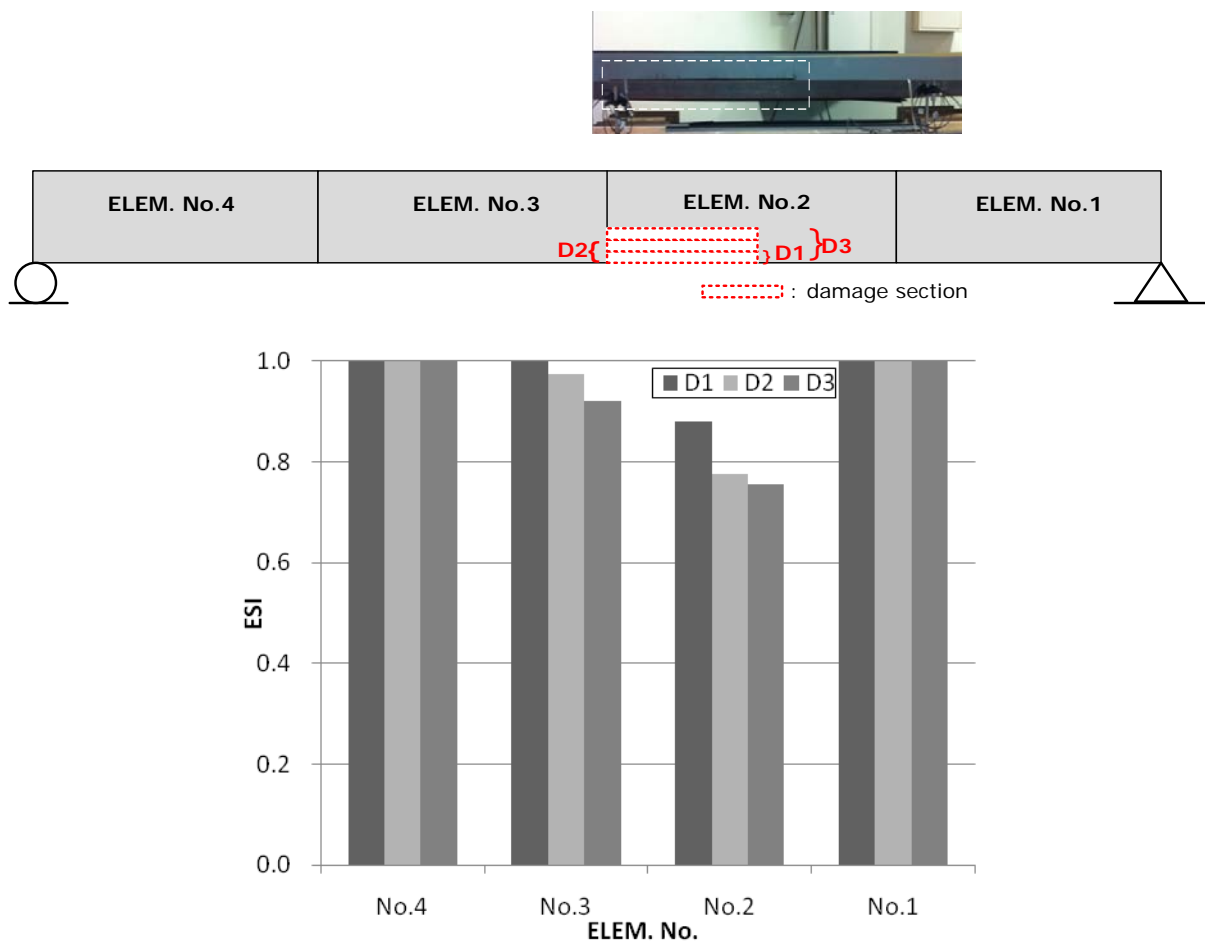 ELEM. No.4 ELEM. No.3 ELEM. No.2 ELEM. No.1
D2{ }D1 }D3
: damage section
1.0
D1 D2 D3
0.8
0.6
ESI
0.4
0.2
0.0
No.4 No.3 No.2 No.1
ELEM. No.